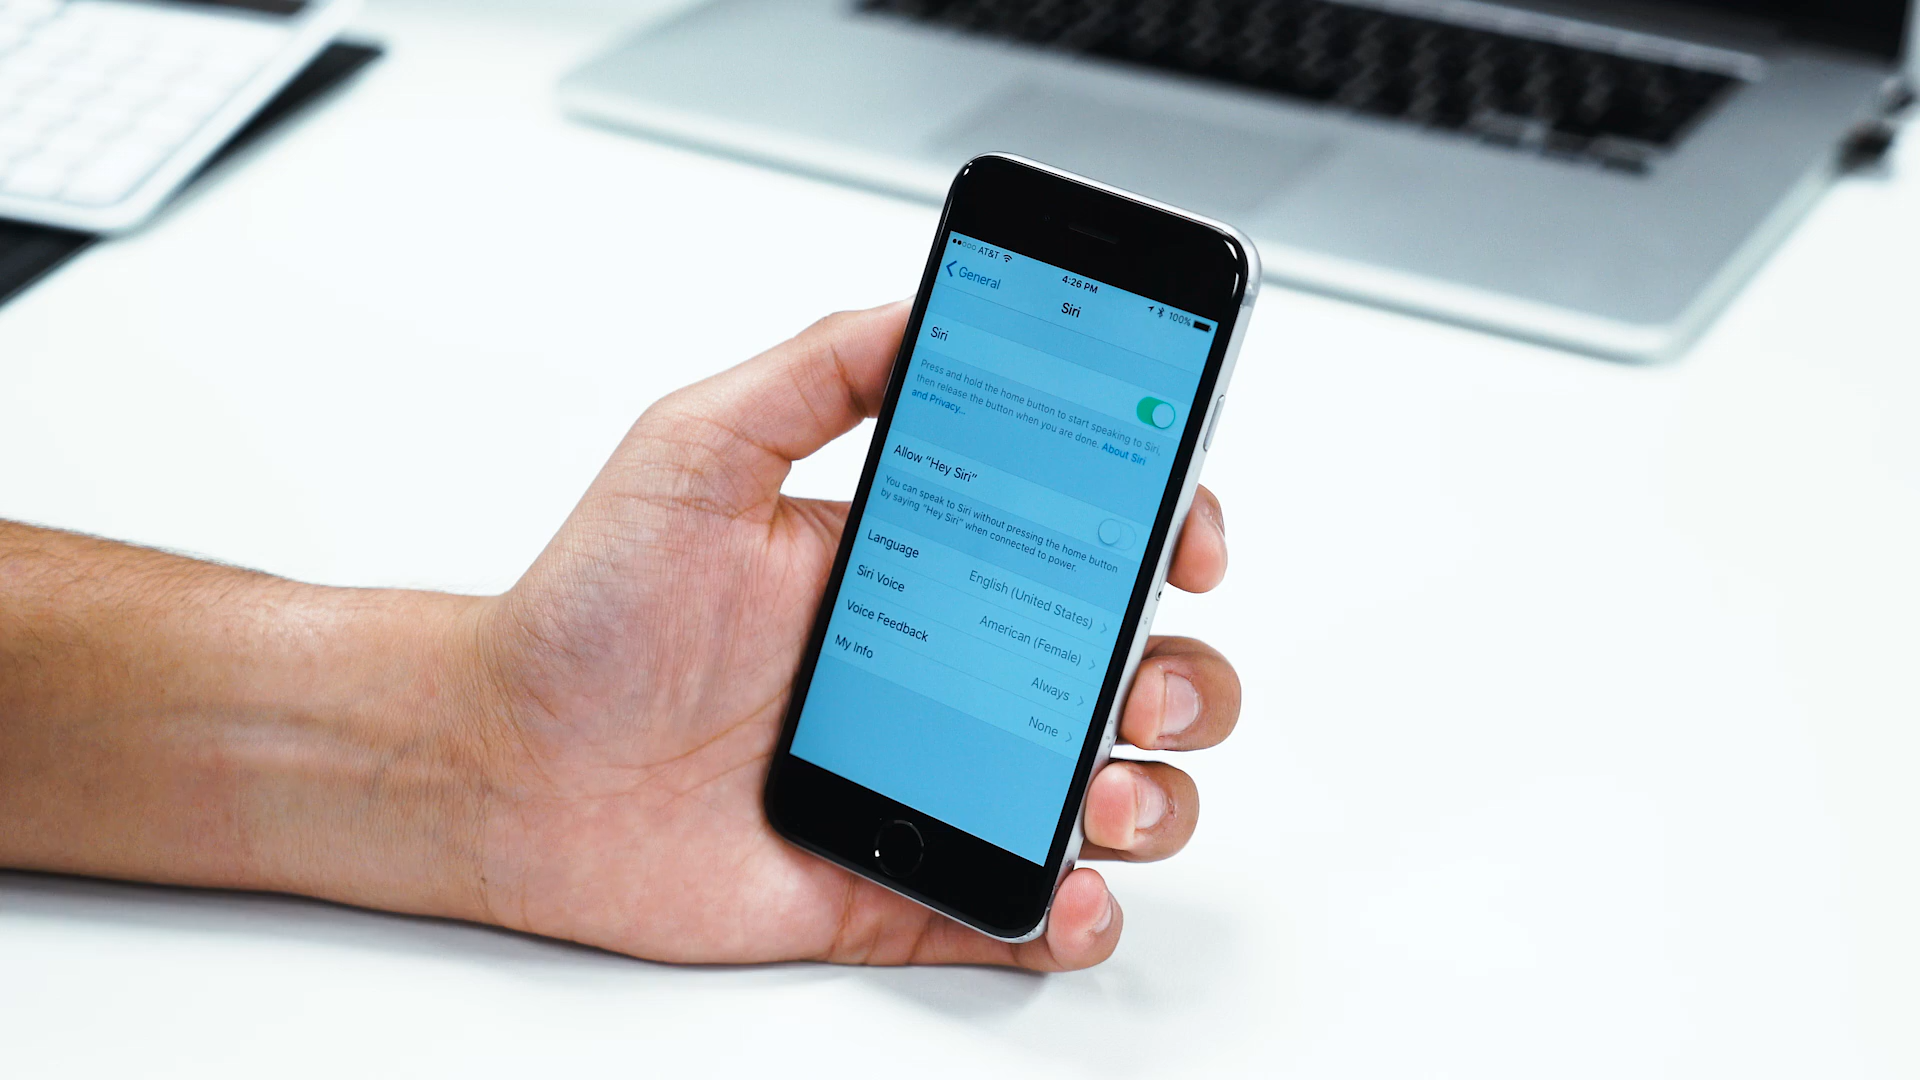 AT&T 4:26 PM 100%
General Siri
Siri
Press and hold the home button to start speaking to Siri,
then release the button when you are done. About Siri
and Privacy...
Allow “Hey Siri”
You can speak to Siri without pressing the home button
by saying “Hey Siri” when connected to power.
Language English (United States)
Siri Voice American (Female)
Voice Feedback Always
My Info None